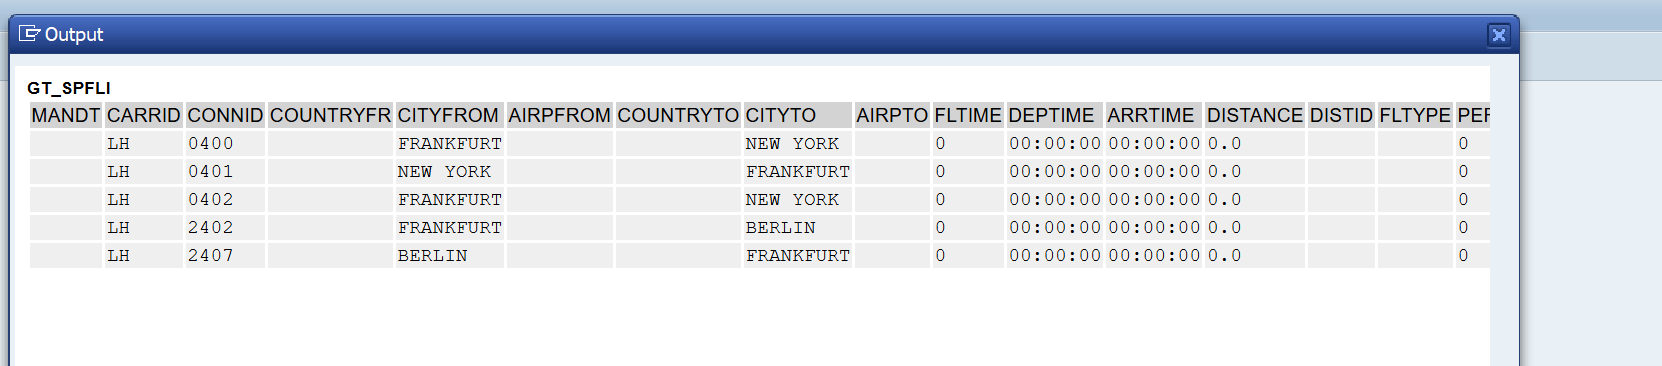 Output
GT_SPFLI
MANDT CARRID CONNID COUNTRYFR CITYFROM AIRPFROM COUNTRYTO CITYTO AIRPTO FLTIME DEPTIME ARRTIME DISTANCE DISTID FLTYPE PER
LH 0400 FRANKFURT NEW YORK 0 00:00:00 00:00:00 0.0 0
LH 0401 NEW YORK FRANKFURT 0 00:00:00 00:00:00 0.0 0
LH 0402 FRANKFURT NEW YORK 0 00:00:00 00:00:00 0.0 0
LH 2402 FRANKFURT BERLIN 0 00:00:00 00:00:00 0.0 0
LH 2407 BERLIN FRANKFURT 0 00:00:00 00:00:00 0.0 0